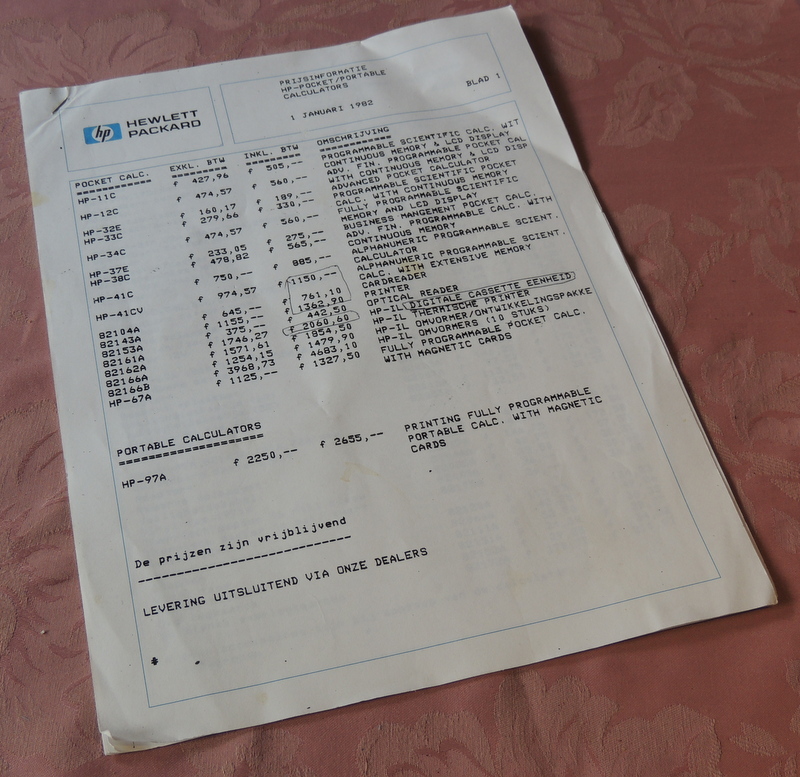 PRIJSINFORMATIE
HP-POCKET/PORTABLE
CALCULATORS
BLAD 1
1 JANUARI 1982
hp HEWLETT
PACKARD
POCKET CALC. EXKL. BTW INKL. BTW OMSCHRIJVING
HP-11C f 427,96 f 505,-- PROGRAMMABLE SCIENTIFIC CALC. WIT
CONTINUOUS MEMORY & LCD DISPLAY
HP-12C f 474,57 f 560,-- ADV. FIN. PROGRAMMABLE POCKET CAL
WITH CONTINUOUS MEMORY & LCD DISP
HP-32E f 160,17 f 189,-- ADVANCED POCKET CALCULATOR
HP-33C f 279,66 f 330,-- PROGRAMMABLE SCIENTIFIC POCKET
CALC. WITH CONTINUOUS MEMORY
HP-34C f 474,57 f 560,-- FULLY PROGRAMMABLE SCIENTIFIC
MEMORY AND LCD DISPLAY
HP-37E f 233,05 f 275,-- BUSINESS MANGEMENT POCKET CALC.
HP-38C f 478,82 f 565,-- ADV. FIN. PROGRAMMABLE CALC. WITH
CONTINUOUS MEMORY
HP-41C f 750,-- f 885,-- ALPHANUMERIC PROGRAMMABLE SCIENT.
CALCULATOR
HP-41CV f 974,57 f 1150,-- ALPHANUMERIC PROGRAMMABLE SCIENT.
CALC. WITH EXTENSIVE MEMORY
82104A f 645,-- f 761,10 CARDREADER
82143A f 1155,-- f 1362,90 PRINTER
82153A f 375,-- f 442,50 OPTICAL READER
82161A f 1746,27 f 2060,60 HP-IL DIGITALE CASSETTE EENHEID
82162A f 1571,61 f 1854,50 HP-IL THERMISCHE PRINTER
82166A f 1254,15 f 1479,90 HP-IL OMVORMER/ONTWIKKELINGSPAKKE
82166B f 3968,73 f 4683,10 HP-IL OMVORMERS (10 STUKS)
HP-67A f 1125,-- f 1327,50 FULLY PROGRAMMABLE POCKET CALC.
WITH MAGNETIC CARDS
PORTABLE CALCULATORS
HP-97A f 2250,-- f 2655,-- PRINTING FULLY PROGRAMMABLE
PORTABLE CALC. WITH MAGNETIC
CARDS
De prijzen zijn vrijblijvend
LEVERING UITSLUITEND VIA ONZE DEALERS